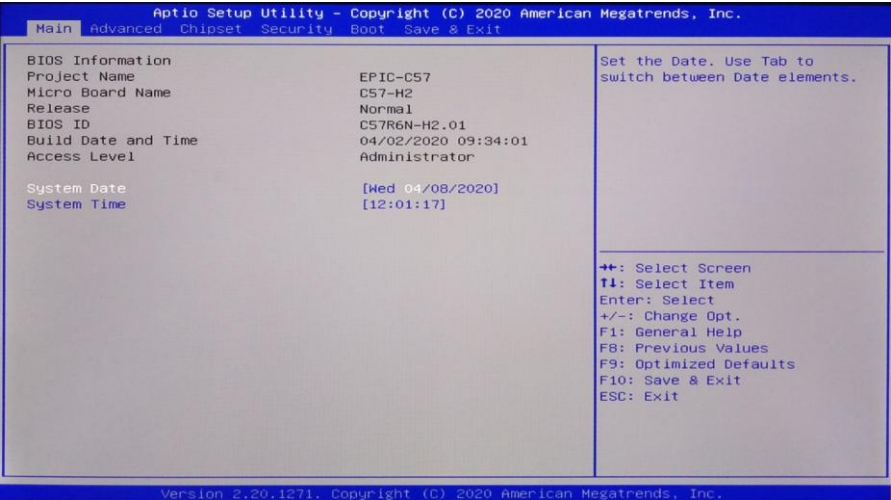 Aptio Setup Utility – Copyright (C) 2020 American Megatrends, Inc.
Main Advanced Chipset Security Boot Save & Exit
BIOS Information
Project Name EPIC-C57
Micro Board Name C57-H2
Release Normal
BIOS ID C57R6N-H2.01
Build Date and Time 04/02/2020 09:34:01
Access Level Administrator
System Date [Wed 04/08/2020]
System Time [12:01:17]
Set the Date. Use Tab to
switch between Date elements.
→←: Select Screen
↑↓: Select Item
Enter: Select
+/-: Change Opt.
F1: General Help
F8: Previous Values
F9: Optimized Defaults
F10: Save & Exit
ESC: Exit
Version 2.20.1271. Copyright (C) 2020 American Megatrends, Inc.